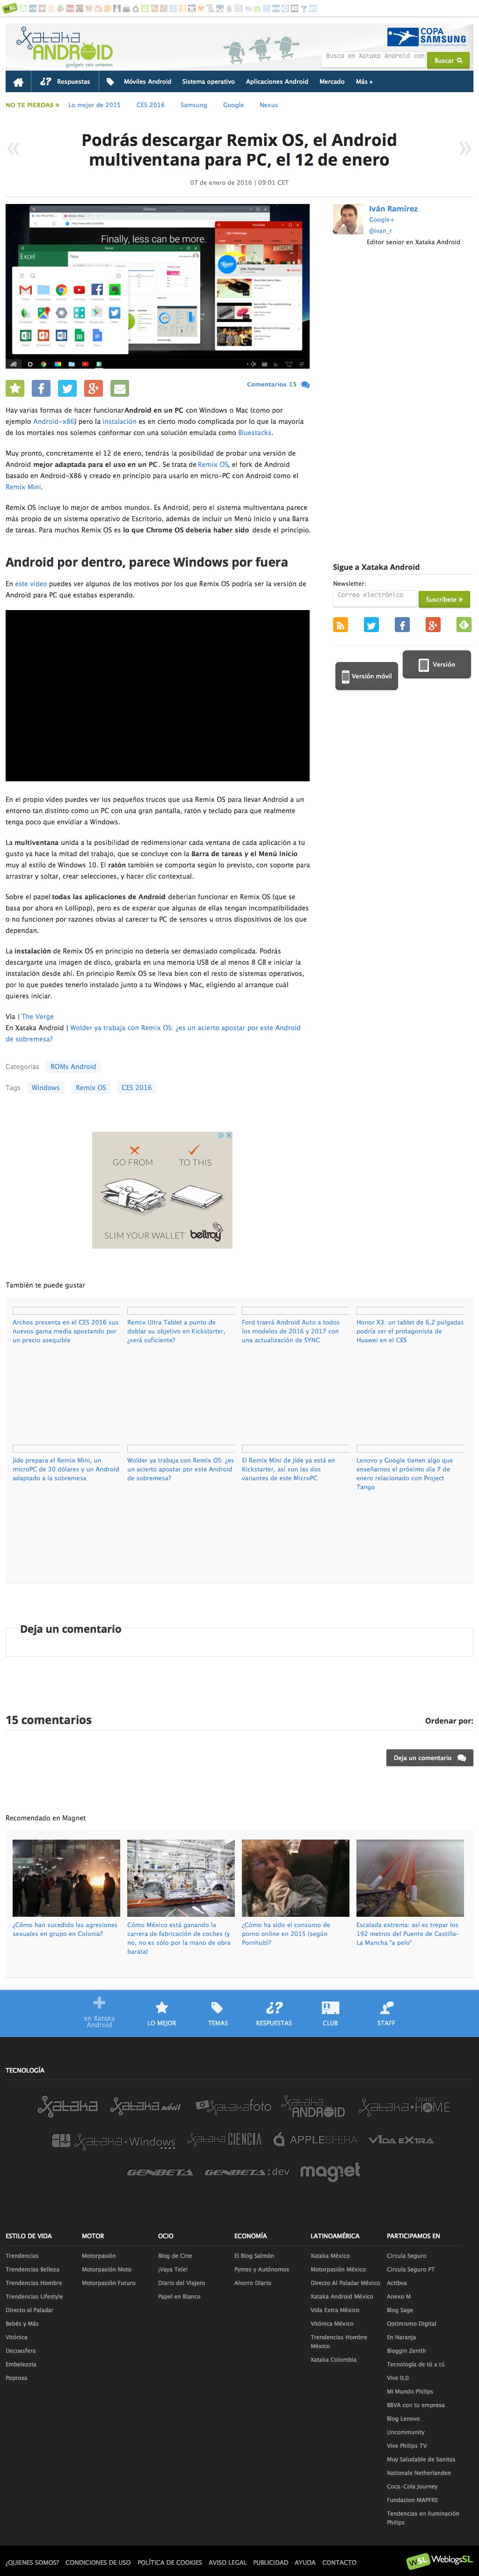 xataka
ANDROID
gadgets van ordenar
COPA
SAMSUNG
Busca en Xataka Android con
Buscar
¿? Respuestas
Móviles Android
Sistema operativo
Aplicaciones Android
Mercado
Más »
NO TE PIERDAS »
Lo mejor de 2015
CES 2016
Samsung
Google
Nexus
Podrás descargar Remix OS, el Android
multiventana para PC, el 12 de enero
07 de enero de 2016 | 09:01 CET
Finally, less can be more.
Excel
Iván Ramírez
Google+
@ivan_r
Editor senior en Xataka Android
Comentarios 15
Hay varias formas de hacer funcionar Android en un PC con Windows o Mac (como por
ejemplo Android-x86) pero la instalación es en cierto modo complicada por lo que la mayoría
de los mortales nos solemos conformar con una solución emulada como Bluestacks.
Muy pronto, concretamente el 12 de enero, tendrás la posibilidad de probar una versión de
Android mejor adaptada para el uso en un PC. Se trata de Remix OS, el fork de Android
basado en Android-X86 y creado en principio para usarlo en micro-PC con Android como el
Remix Mini.
Remix OS incluye lo mejor de ambos mundos. Es Android, pero el sistema multiventana parece
más propio de un sistema operativo de Escritorio, además de incluir un Menú Inicio y una Barra
de tareas. Para muchos Remix OS es lo que Chrome OS debería haber sido desde el principio.
Android por dentro, parece Windows por fuera
En este vídeo puedes ver algunos de los motivos por los que Remix OS podría ser la versión de
Android para PC que estabas esperando.
Sigue a Xataka Android
Newsletter:
Correo electrónico
Suscríbete »
Versión móvil
Versión
En el propio vídeo puedes ver los pequeños trucos que usa Remix OS para llevar Android a un
entorno tan distinto como un PC con una gran pantalla, ratón y teclado para que realmente
tenga poco que envidiar a Windows.
La multiventana unida a la posibilidad de redimensionar cada ventana de cada aplicación a tu
gusto ya hace la mitad del trabajo, que se concluye con la Barra de tareas y el Menú Inicio
muy al estilo de Windows 10. El ratón también se comporta según lo previsto, con soporte para
arrastrar y soltar, crear selecciones, y hacer clic contextual.
Sobre el papel todas las aplicaciones de Android deberían funcionar en Remix OS (que se
basa por ahora en Lollipop), pero es de esperar que algunas de ellas tengan incompatibilidades
o no funcionen por razones obvias al carecer tu PC de sensores u otros dispositivos de los que
dependan.
La instalación de Remix OS en principio no debería ser demasiado complicada. Podrás
descargarte una imagen de disco, grabarla en una memoria USB de al menos 8 GB e iniciar la
instalación desde ahí. En principio Remix OS se lleva bien con el resto de sistemas operativos,
por lo que puedes tenerlo instalado junto a tu Windows y Mac, eligiendo al arranque cuál
quieres iniciar.
Vía | The Verge
En Xataka Android | Wolder ya trabaja con Remix OS: ¿es un acierto apostar por este Android
de sobremesa?
Categorías ROMs Android
Tags Windows Remix OS CES 2016
GO FROM
TO THIS
SLIM YOUR WALLET
bellroy
También te puede gustar
Archos presenta en el CES 2016 sus
nuevos gama media apostando por
un precio asequible
Remix Ultra Tablet a punto de
doblar su objetivo en Kickstarter,
¿será suficiente?
Ford traerá Android Auto a todos
los modelos de 2016 y 2017 con
una actualización de SYNC
Honor X3: un tablet de 6,2 pulgadas
podría ser el protagonista de
Huawei en el CES
Jide prepara el Remix Mini, un
microPC de 30 dólares y un Android
adaptado a la sobremesa
Wolder ya trabaja con Remix OS: ¿es
un acierto apostar por este Android
de sobremesa?
El Remix Mini de Jide ya está en
Kickstarter, así son las dos
variantes de este MicroPC
Lenovo y Google tienen algo que
enseñarnos el próximo día 7 de
enero relacionado con Project
Tango
Deja un comentario
15 comentarios
Ordenar por:
Deja un comentario
Recomendado en Magnet
¿Cómo han sucedido las agresiones
sexuales en grupo en Colonia?
Cómo México está ganando la
carrera de fabricación de coches (y
no, no es sólo por la mano de obra
barata)
¿Cómo ha sido el consumo de
porno online en 2015 (según
Pornhub)?
Escalada extrema: así es trepar los
192 metros del Puente de Castilla-
La Mancha "a pelo"
en Xataka
Android
LO MEJOR
TEMAS
RESPUESTAS
CLUB
STAFF
TECNOLOGÍA
xataka
xataka móvil
xatakafoto
xataka ANDROID
xataka SMART HOME
xataka·Windows
xataka CIENCIA
APPLESFERA
VIDA EXTRA
GENBETA
GENBETA:dev
magnet
ESTILO DE VIDA
Trendencias
Trendencias Belleza
Trendencias Hombre
Trendencias Lifestyle
Directo al Paladar
Bebés y Más
Vitónica
Decoesfera
Embelezzia
Poprosa
MOTOR
Motorpasión
Motorpasión Moto
Motorpasión Futuro
OCIO
Blog de Cine
¡Vaya Tele!
Diario del Viajero
Papel en Blanco
ECONOMÍA
El Blog Salmón
Pymes y Autónomos
Ahorro Diario
LATINOAMÉRICA
Xataka México
Motorpasión México
Directo Al Paladar México
Xataka Android México
Vida Extra México
Vitónica México
Trendencias Hombre
México
Xataka Colombia
PARTICIPAMOS EN
Circula Seguro
Circula Seguro PT
Actibva
Anexo M
Blog Sage
Optimismo Digital
En Naranja
Bloggin Zenith
Tecnología de tú a tú
Vive 0,0
Mi Mundo Philips
BBVA con tu empresa
Blog Lenovo
Uncommunity
Vive Philips TV
Muy Saludable de Sanitas
Nationale Netherlanden
Coca-Cola Journey
Fundacion MAPFRE
Tendencias en iluminación
Philips
¿QUIENES SOMOS?
CONDICIONES DE USO
POLÍTICA DE COOKIES
AVISO LEGAL
PUBLICIDAD
AYUDA
CONTACTO
WSL WeblogsSL